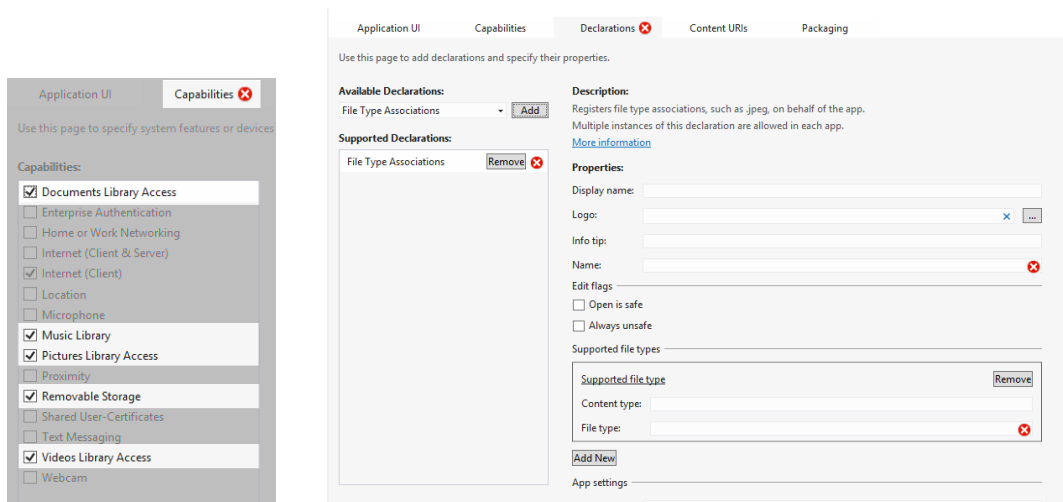 Application UI
Capabilities
Use this page to specify system features or devices
Capabilities:
Documents Library Access
Enterprise Authentication
Home or Work Networking
Internet (Client & Server)
Internet (Client)
Location
Microphone
Music Library
Pictures Library Access
Proximity
Removable Storage
Shared User-Certificates
Text Messaging
Videos Library Access
Webcam
Application UI Capabilities Declarations Content URIs Packaging
Use this page to add declarations and specify their properties.
Available Declarations:
File Type Associations Add
Supported Declarations:
File Type Associations Remove
Description:
Registers file type associations, such as .jpeg, on behalf of the app.
Multiple instances of this declaration are allowed in each app.
More information
Properties:
Display name:
Logo: ...
Info tip:
Name:
Edit flags
Open is safe
Always unsafe
Supported file types
Supported file type Remove
Content type:
File type:
Add New
App settings